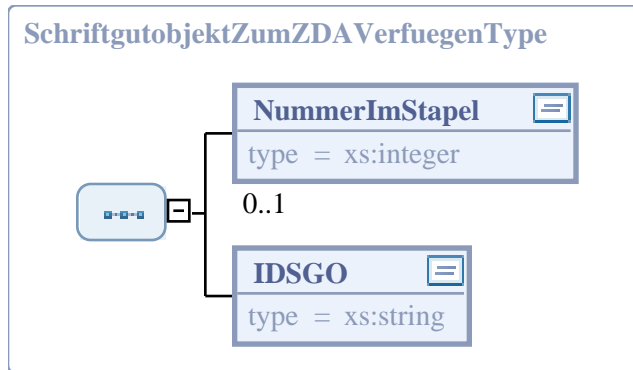 SchriftgutobjektZumZDAVerfuegenType
NummerImStapel
type = xs:integer
0..1
IDSGO
type = xs:string